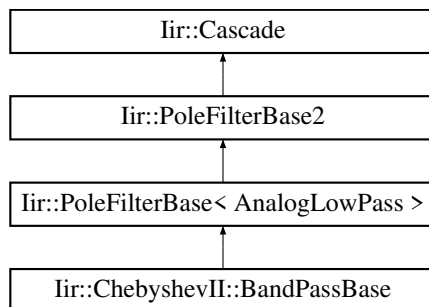 Iir::Cascade
Iir::PoleFilterBase2
Iir::PoleFilterBase< AnalogLowPass >
Iir::ChebyshevII::BandPassBase